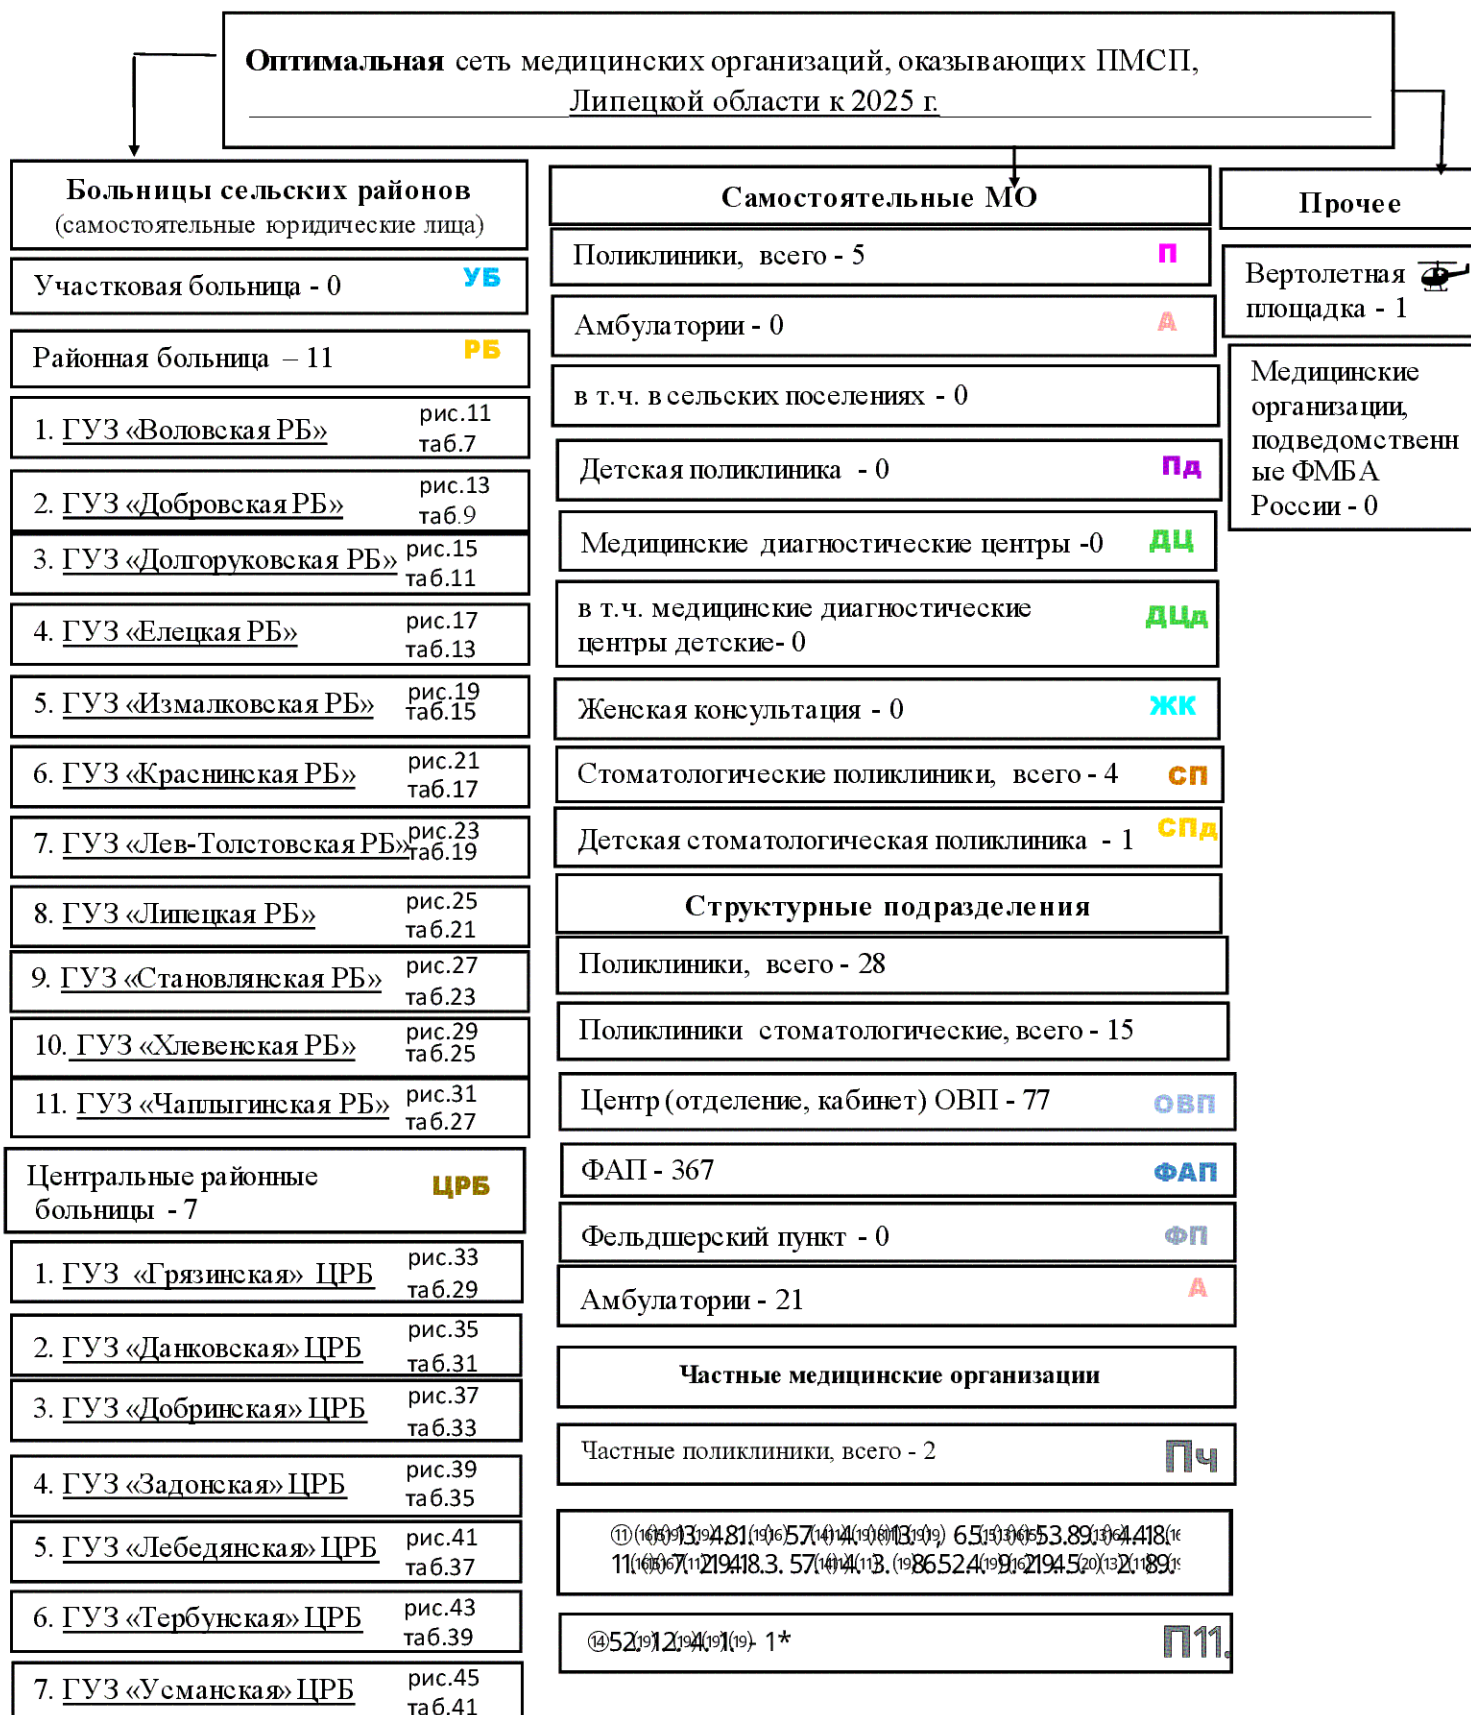 Оптимальная сеть медицинских организаций, оказывающих ПМСП,
Липецкой области к 2025 г.
Больницы сельских районов
(самостоятельные юридические лица)
Участковая больница - 0 УБ
Районная больница – 11 РБ
1. ГУЗ «Воловская РБ» рис.11
таб.7
2. ГУЗ «Добровская РБ» рис.13
таб.9
3. ГУЗ «Долгоруковская РБ» рис.15
таб.11
4. ГУЗ «Елецкая РБ» рис.17
таб.13
5. ГУЗ «Измалковская РБ» рис.19
таб.15
6. ГУЗ «Краснинская РБ» рис.21
таб.17
7. ГУЗ «Лев-Толстовская РБ» рис.23
таб.19
8. ГУЗ «Липецкая РБ» рис.25
таб.21
9. ГУЗ «Становлянская РБ» рис.27
таб.23
10. ГУЗ «Хлевенская РБ» рис.29
таб.25
11. ГУЗ «Чаплыгинская РБ» рис.31
таб.27
Центральные районные
больницы - 7 ЦРБ
1. ГУЗ «Грязинская» ЦРБ рис.33
таб.29
2. ГУЗ «Данковская» ЦРБ рис.35
таб.31
3. ГУЗ «Добринская» ЦРБ рис.37
таб.33
4. ГУЗ «Задонская» ЦРБ рис.39
таб.35
5. ГУЗ «Лебедянская» ЦРБ рис.41
таб.37
6. ГУЗ «Тербунская» ЦРБ рис.43
таб.39
7. ГУЗ «Усманская» ЦРБ рис.45
таб.41
Самостоятельные МО
Поликлиники, всего - 5 П
Амбулатории - 0 А
в т.ч. в сельских поселениях - 0
Детская поликлиника - 0 Пд
Медицинские диагностические центры -0 ДЦ
в т.ч. медицинские диагностические
центры детские- 0 ДЦд
Женская консультация - 0 ЖК
Стоматологические поликлиники, всего - 4 СП
Детская стоматологическая поликлиника - 1 СПд
Структурные подразделения
Поликлиники, всего - 28
Поликлиники стоматологические, всего - 15
Центр (отделение, кабинет) ОВП - 77 ОВП
ФАП - 367 ФАП
Фельдшерский пункт - 0 ФП
Амбулатории - 21 А
Частные медицинские организации
Частные поликлиники, всего - 2 Пч
- 1* П11.
Прочее
Вертолетная
площадка - 1
Медицинские
организации,
подведомственн
ые ФМБА
России - 0